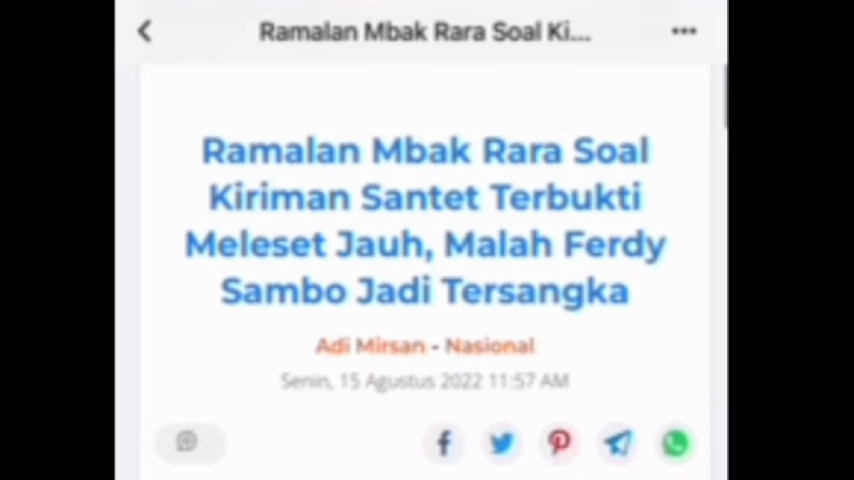 Ramalan Mbak Rara Soal Ki...
Ramalan Mbak Rara Soal
Kiriman Santet Terbukti
Meleset Jauh, Malah Ferdy
Sambo Jadi Tersangka
Adi Mirsan - Nasional
Senin, 15 Agustus 2022 11:57 AM